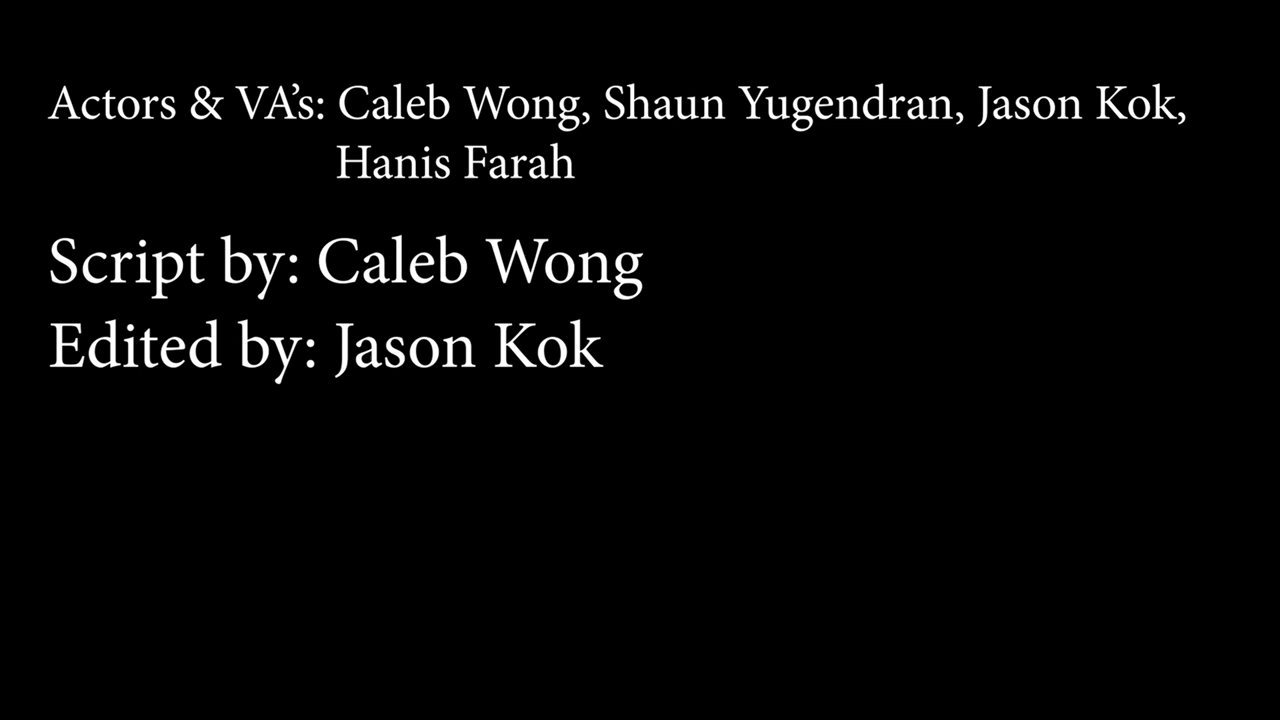 Actors & VA’s: Caleb Wong, Shaun Yugendran, Jason Kok,
Hanis Farah
Script by: Caleb Wong
Edited by: Jason Kok